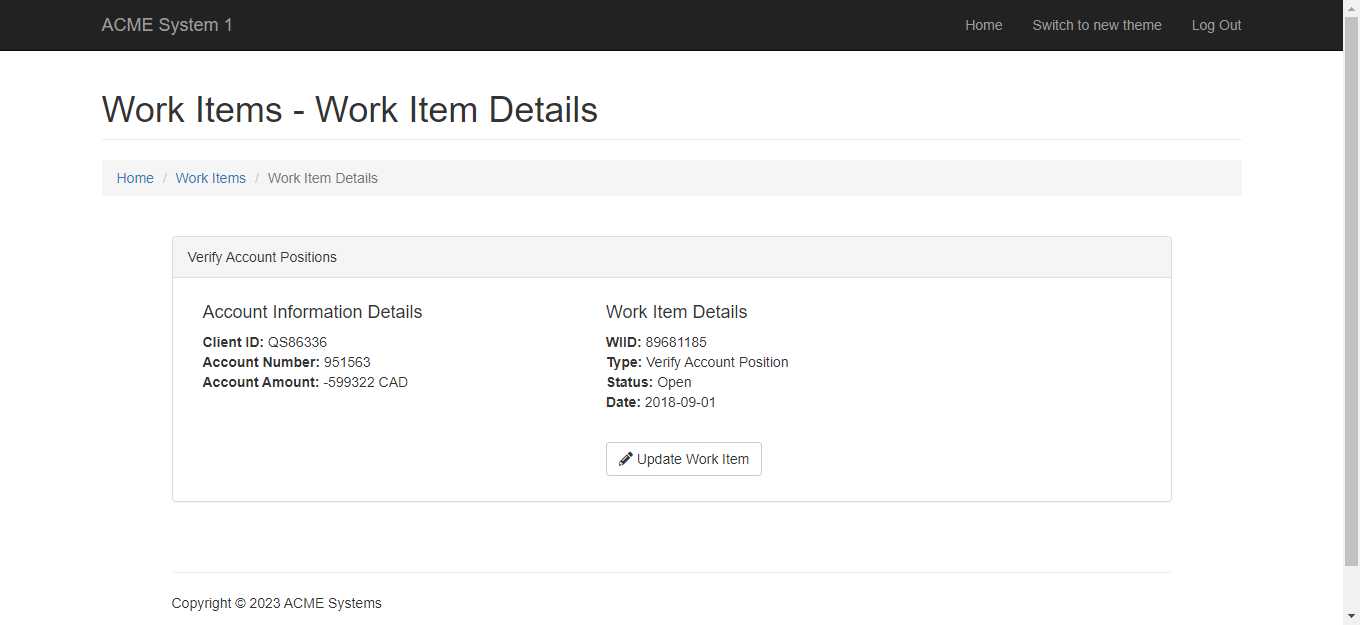 ACME System 1 Home Switch to new theme Log Out
Work Items - Work Item Details
Home / Work Items / Work Item Details
Verify Account Positions
Account Information Details
Client ID: QS86336
Account Number: 951563
Account Amount: -599322 CAD
Work Item Details
WIID: 89681185
Type: Verify Account Position
Status: Open
Date: 2018-09-01
Update Work Item
Copyright © 2023 ACME Systems